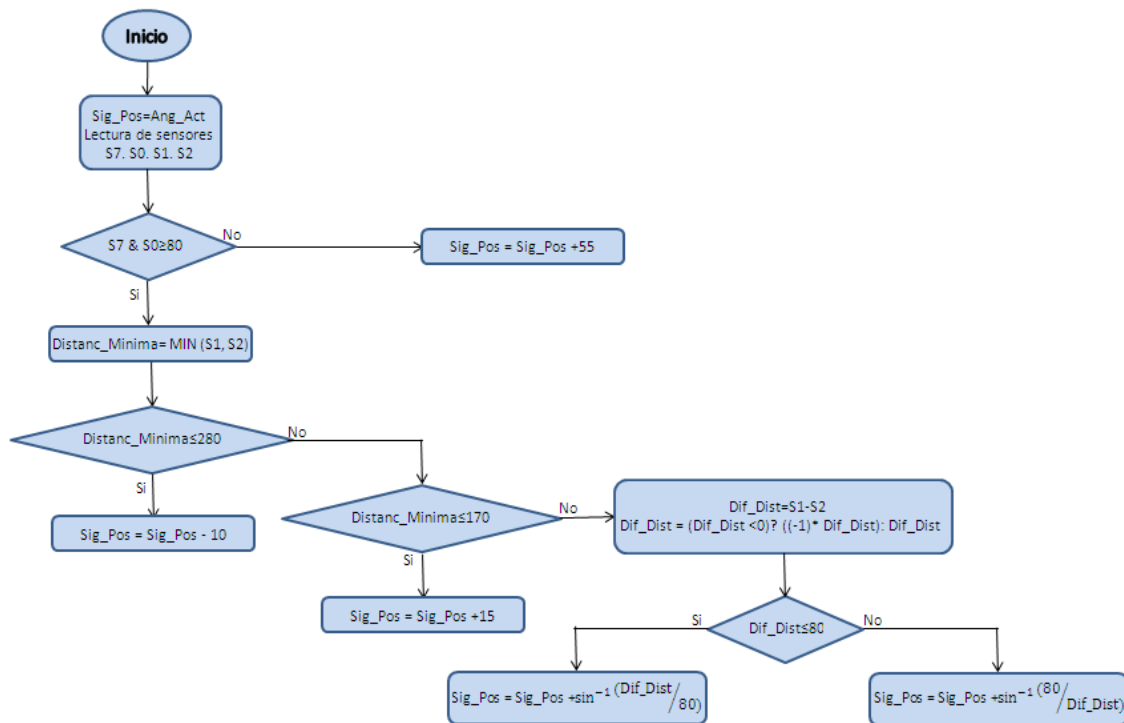 Inicio
Sig_Pos=Ang_Act
Lectura de sensores
S7. S0. S1. S2
S7 & S0≥80
No
Sig_Pos = Sig_Pos +55
Si
Distanc_Minima= MIN (S1, S2)
Distanc_Minima≤280
No
Si
Sig_Pos = Sig_Pos - 10
Distanc_Minima≤170
No
Dif_Dist=S1-S2
Dif_Dist = (Dif_Dist <0)? ((-1)* Dif_Dist): Dif_Dist
Si
Sig_Pos = Sig_Pos +15
Si
Dif_Dist≤80
No
Sig_Pos = Sig_Pos +sin⁻¹(Dif_Dist/80)
Sig_Pos = Sig_Pos +sin⁻¹(80/Dif_Dist)